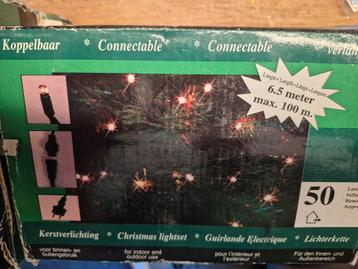 Koppelbaar * Connectable * Connectable * Verlän
Lengte • Length • Länge • Longueur
6.5 meter
max. 100 m.
50
Kerstverlichting * Christmas lightset * Guirlande Electrique * Lichterkette
voor binnen- en
buitengebruik
for indoor and
outdoor use
pour l'intérieur et
l'extérieur
Für den Innen- und
Außenbereich